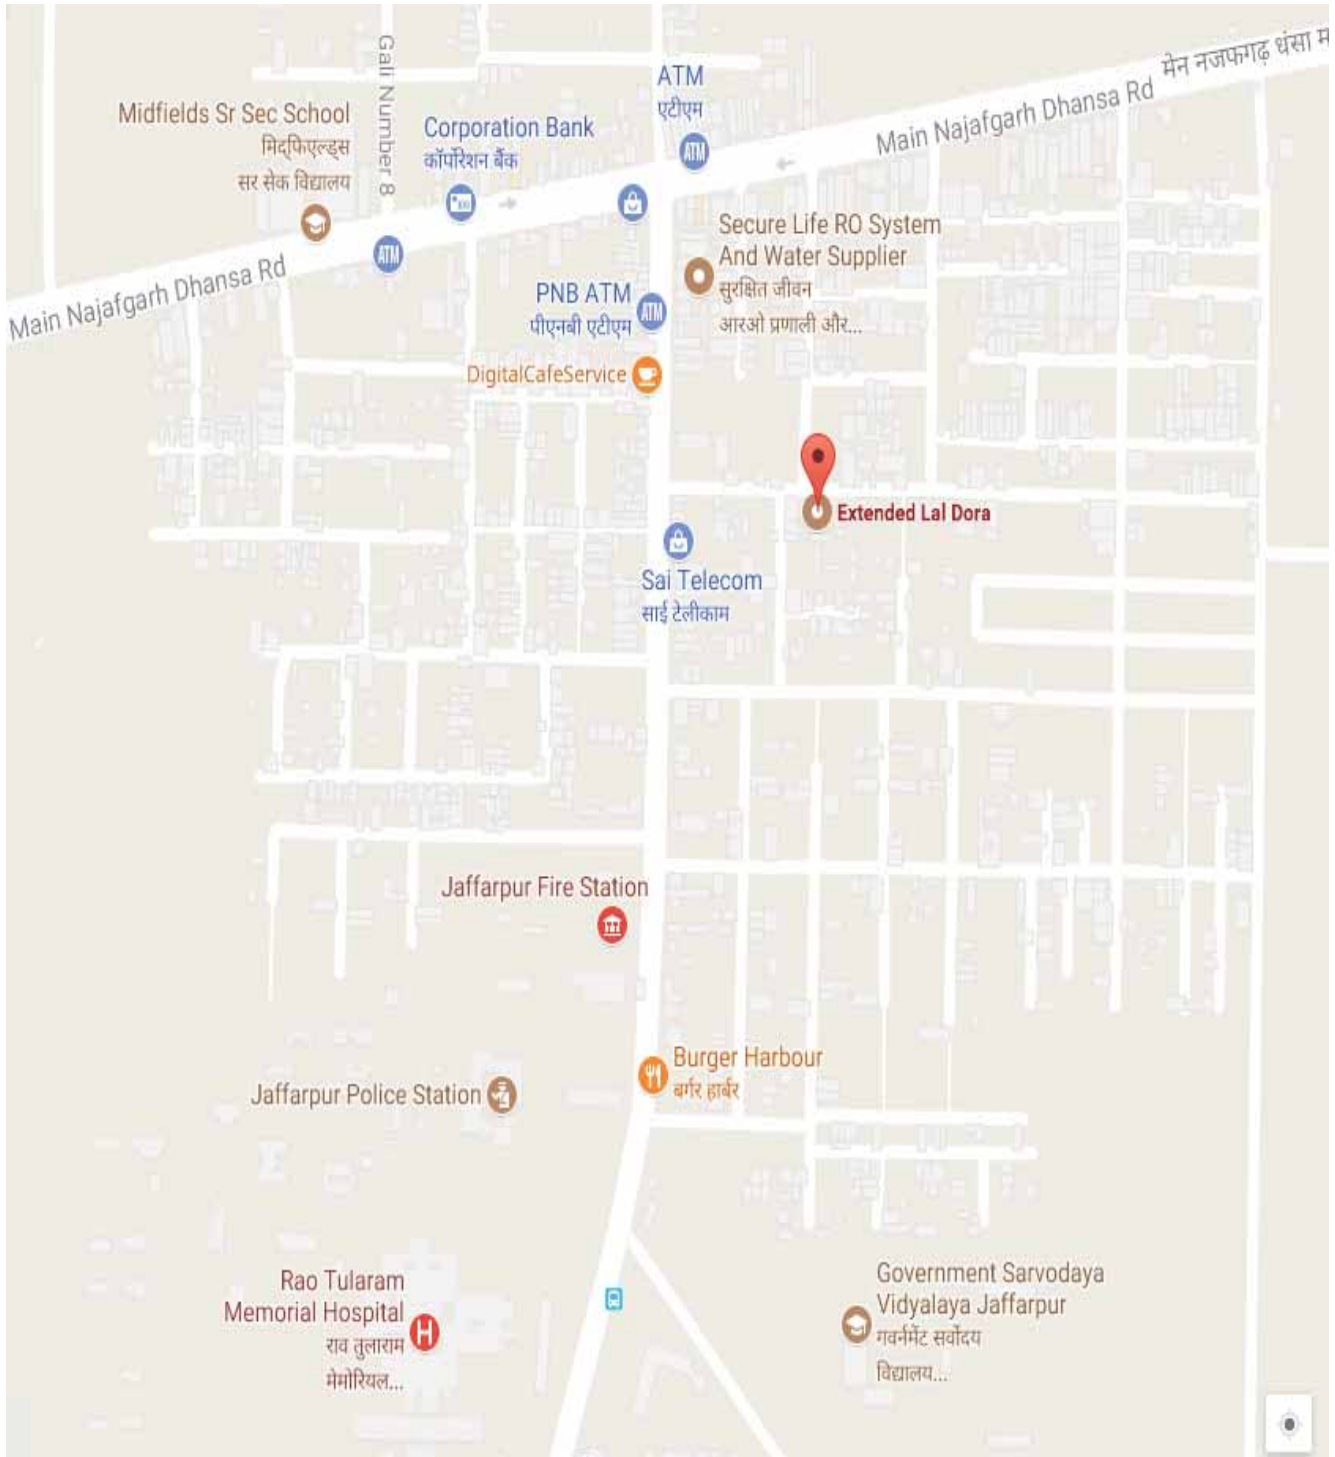 मेन नजफगढ़ धंसा म
Main Najafgarh Dhansa Rd
Gali Number 8
ATM
एटीएम
ATM
Midfields Sr Sec School
मिद्फिएल्ड्स
सर सेक विद्यालय
Corporation Bank
कॉर्पोरेशन बैंक
ATM
Main Najafgarh Dhansa Rd
Secure Life RO System
And Water Supplier
सुरक्षित जीवन
आरओ प्रणाली और...
PNB ATM
पीएनबी एटीएम
ATM
DigitalCafeService
Extended Lal Dora
Sai Telecom
साई टेलीकाम
Jaffarpur Fire Station
Burger Harbour
बर्गर हार्बर
Jaffarpur Police Station
Rao Tularam
Memorial Hospital
राव तुलाराम
मेमोरियल...
H
Government Sarvodaya
Vidyalaya Jaffarpur
गवर्नमेंट सर्वोदय
विद्यालय...